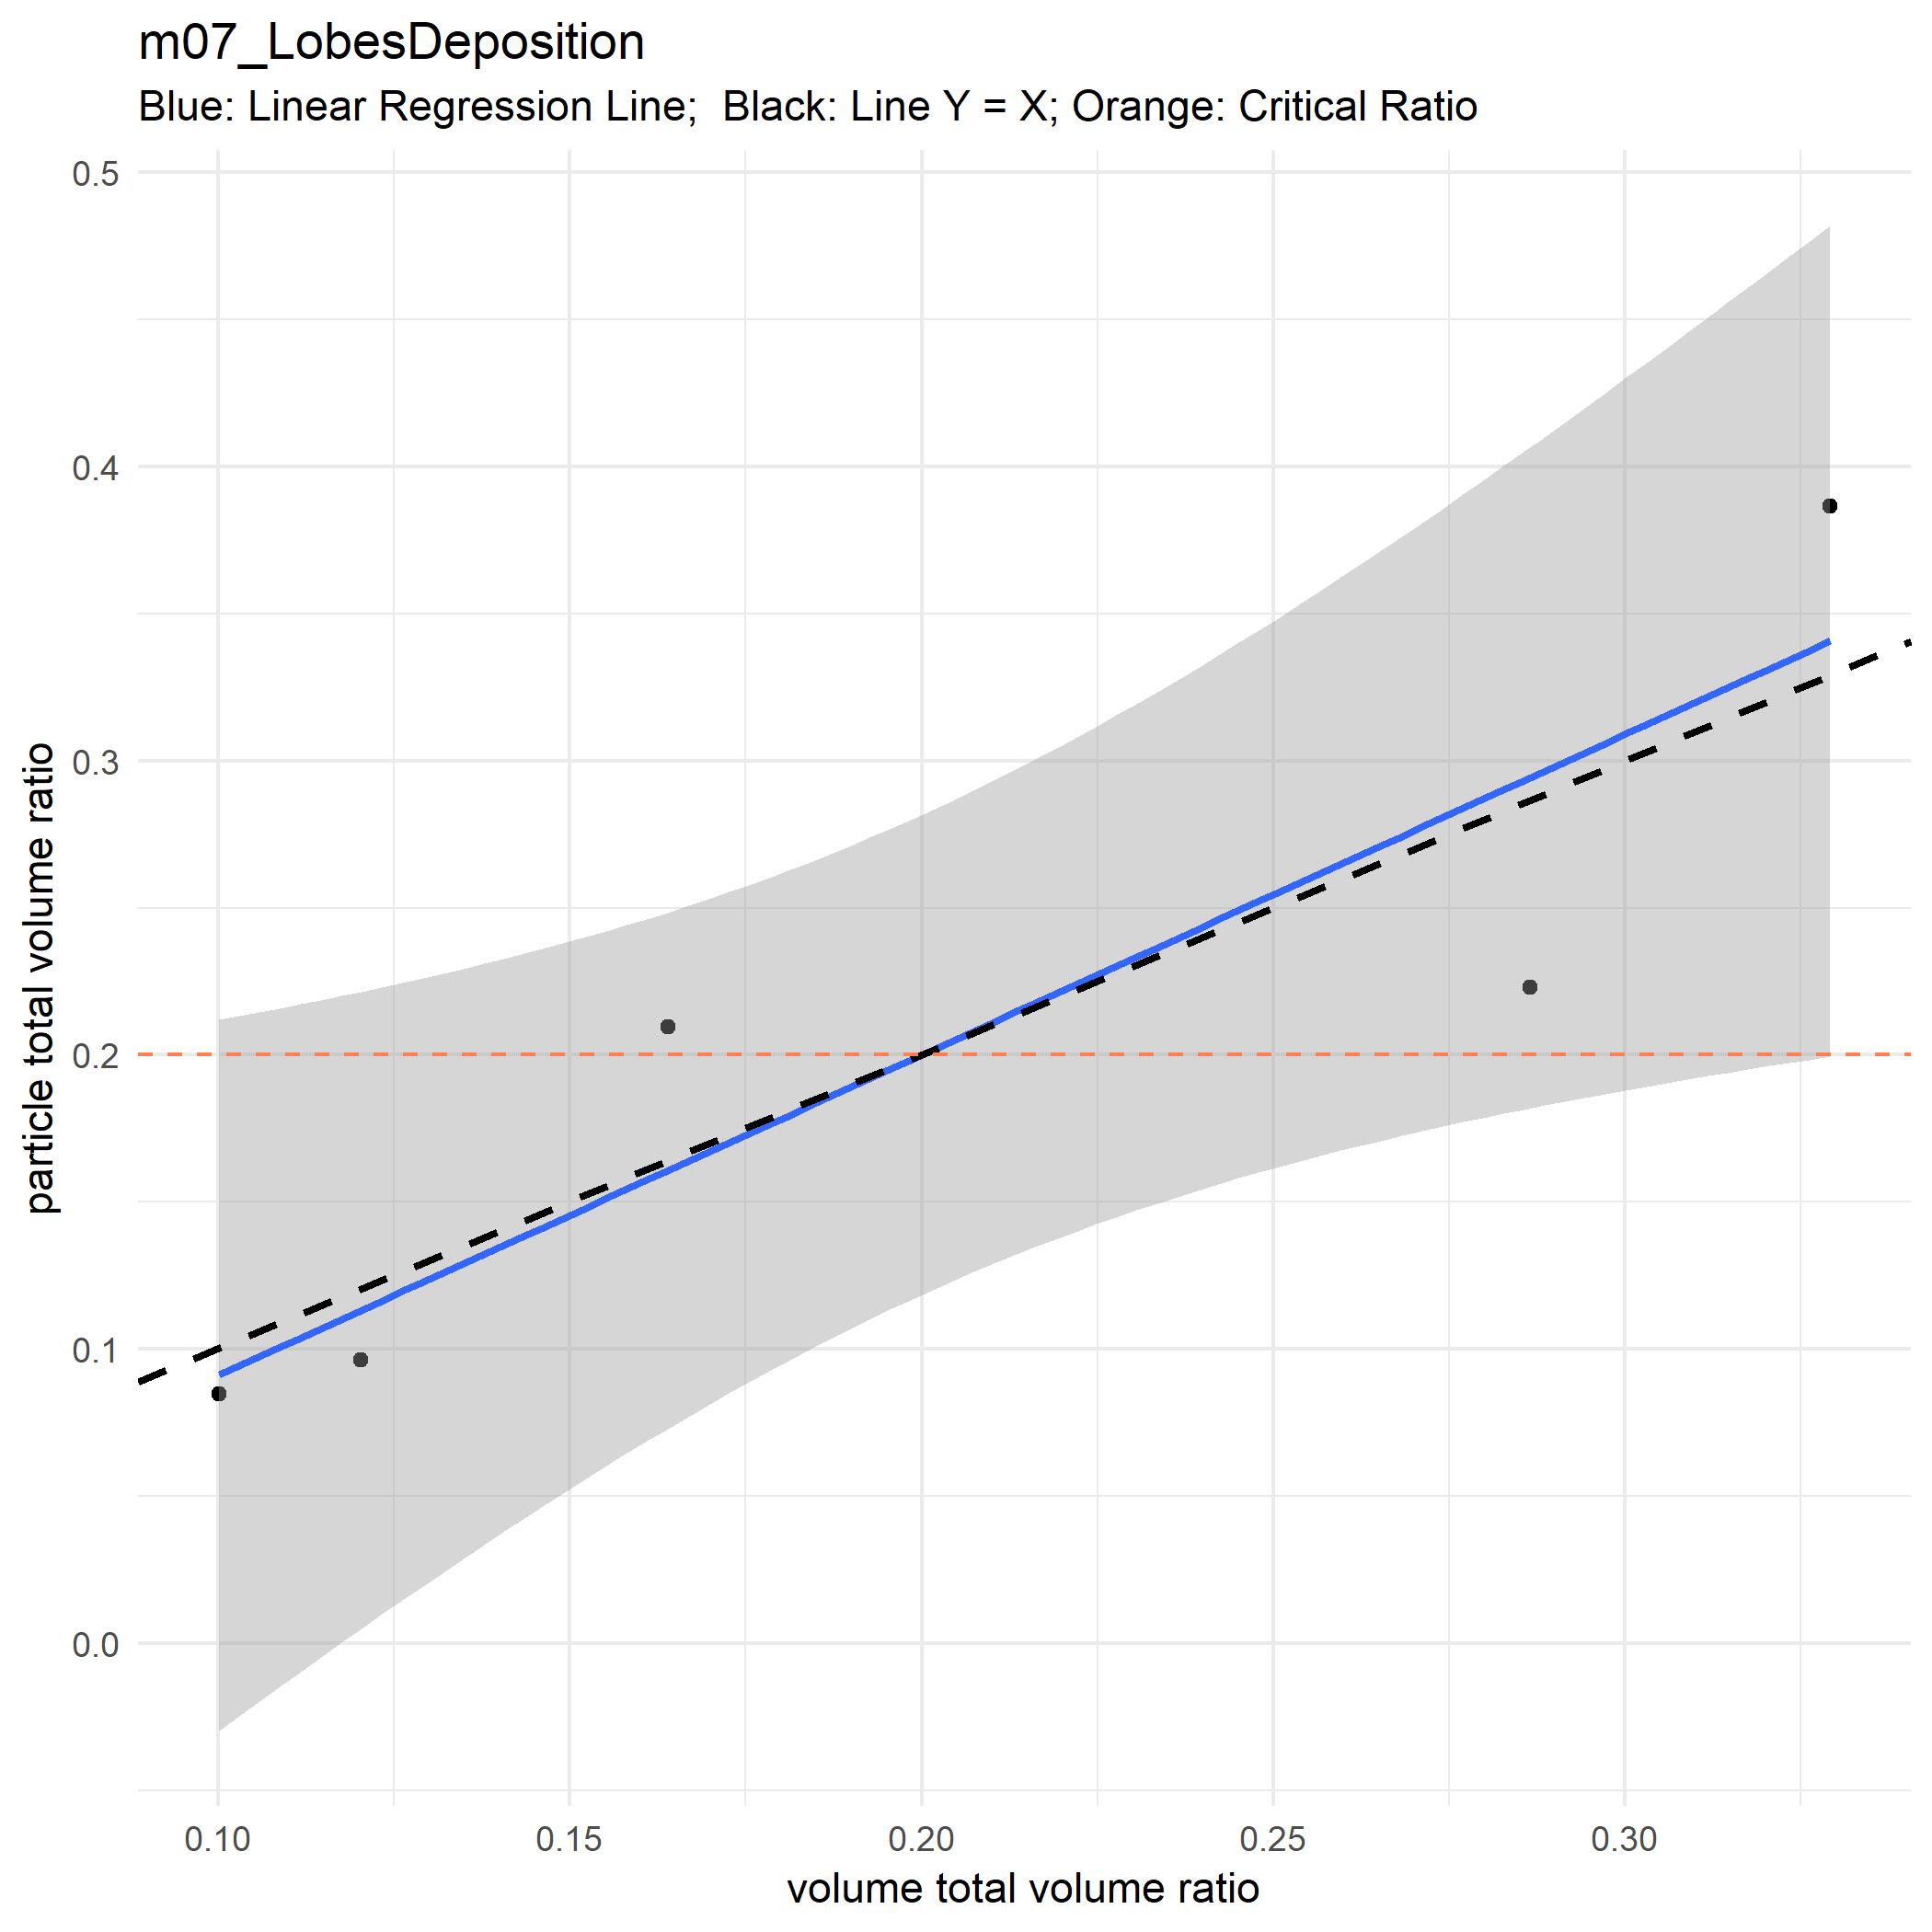 m07_LobesDeposition
Blue: Linear Regression Line;  Black: Line Y = X; Orange: Critical Ratio
0.5
0.4
0.3
0.2
0.1
0.0
particle total volume ratio
0.10 0.15 0.20 0.25 0.30
volume total volume ratio